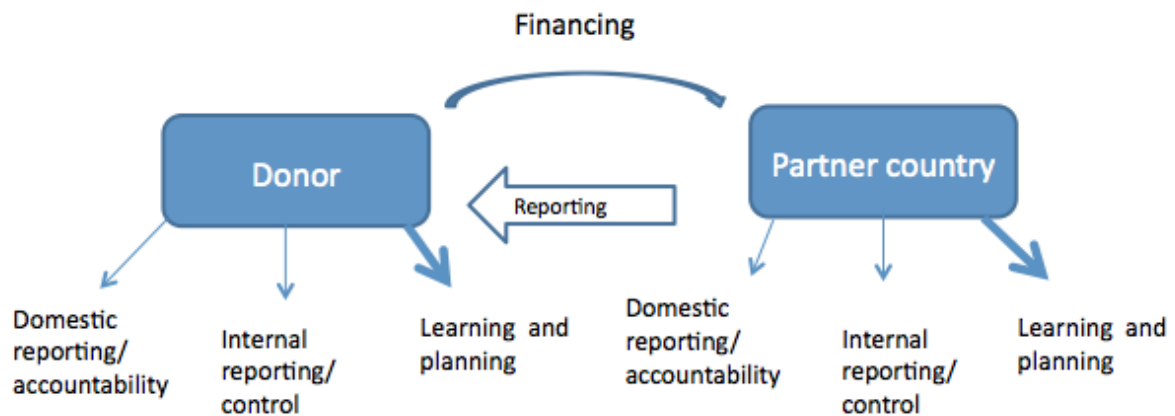 Financing
Donor
Partner country
Reporting
Domestic
reporting/
accountability
Internal
reporting/
control
Learning and
planning
Domestic
reporting/
accountability
Internal
reporting/
control
Learning and
planning